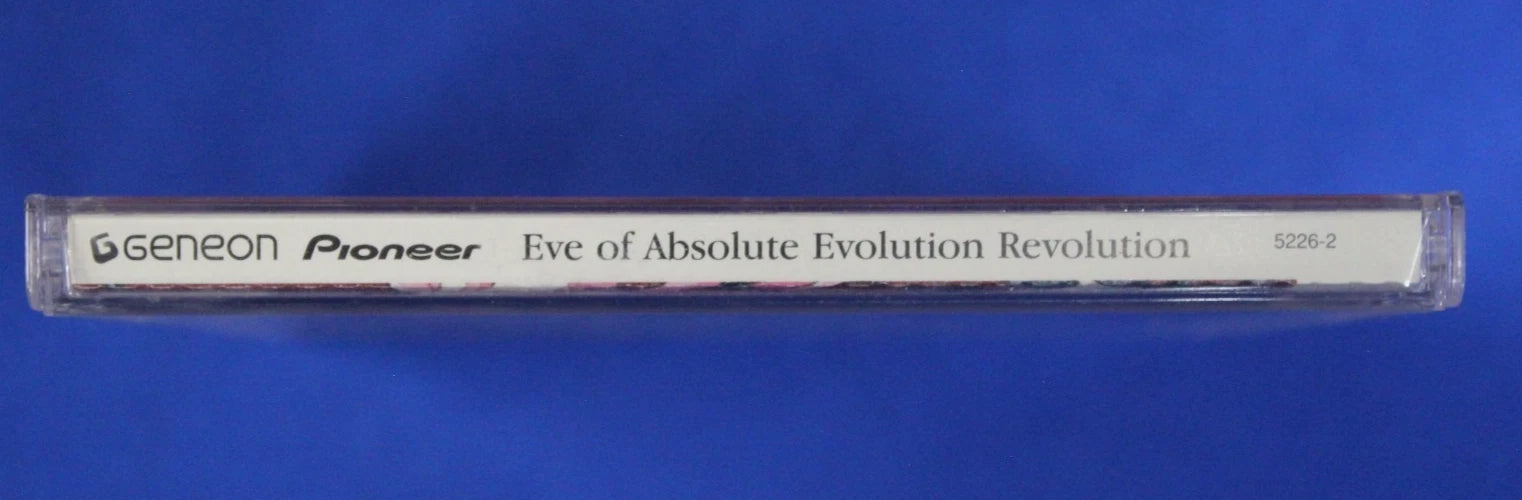 Geneon Pioneer Eve of Absolute Evolution Revolution 5226-2